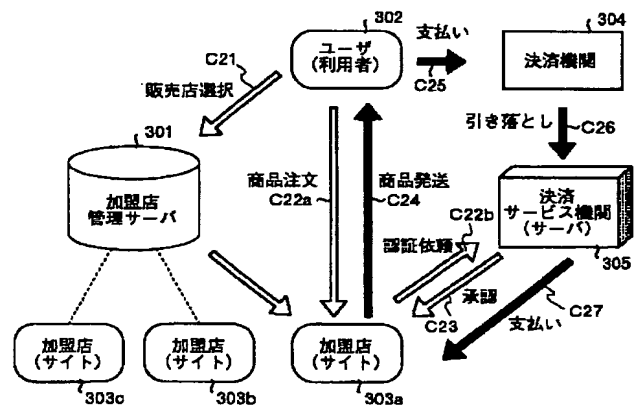 302
ユーザ
(利用者)
支払い
C25
304
決済機関
C21
販売店選択
301
加盟店
管理サーバ
引き落とし
C26
商品注文
C22a
商品発送
C24
C22b
認証依頼
決済
サービス機関
(サーバ)
305
承認
C23
C27
支払い
加盟店
(サイト)
303c
加盟店
(サイト)
303b
加盟店
(サイト)
303a